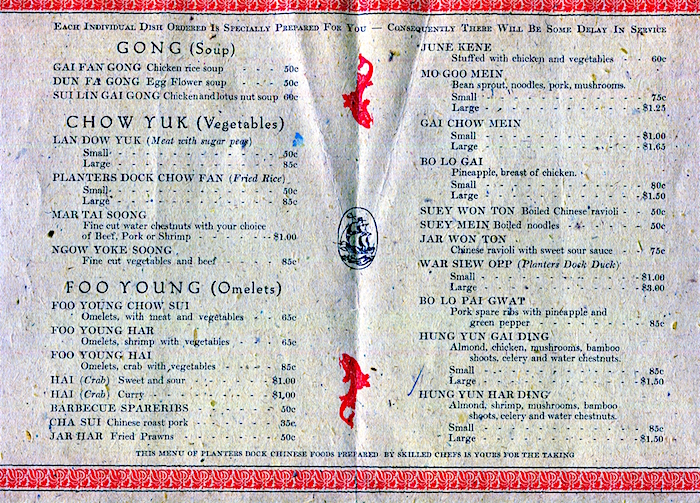 EACH INDIVIDUAL DISH ORDERED IS SPECIALLY PREPARED FOR YOU — CONSEQUENTLY THERE WILL BE SOME DELAY IN SERVICE
GONG (Soup)
GAI FAN GONG Chicken rice soup - - - - 50c
DUN FA GONG Egg Flower soup - - - - 50c
SUI LIN GAI GONG Chicken and lotus nut soup 60c
CHOW YUK (Vegetables)
LAN DOW YUK (Meat with sugar peas)
Small - - - - 50c
Large - - - - 85c
PLANTERS DOCK CHOW FAN (Fried Rice)
Small - - - - 50c
Large - - - - 85c
MAR TAI SOONG
Fine cut water chestnuts with your choice
of Beef, Pork or Shrimp - - - - $1.00
NGOW YOKE SOONG
Fine cut vegetables and beef - - - - 85c
FOO YOUNG (Omelets)
FOO YOUNG CHOW SUI
Omelets, with meat and vegetables - - 65c
FOO YOUNG HAR
Omelets, shrimp with vegetables - - 65c
FOO YOUNG HAI
Omelets, crab with vegetables - - - 85c
HAI (Crab) Sweet and sour - - - - $1.00
HAI (Crab) Curry - - - - $1.00
BARBECUE SPARERIBS - - - - 50c
CHA SUI Chinese roast pork - - - - 35c
JAR HAR Fried Prawns - - - - 50c
JUNE KENE
Stuffed with chicken and vegetables - - 60c
MO GOO MEIN
Bean sprout, noodles, pork, mushrooms.
Small - - - - 75c
Large - - - - $1.25
GAI CHOW MEIN
Small - - - - $1.00
Large - - - - $1.65
BO LO GAI
Pineapple, breast of chicken.
Small - - - - 80c
Large - - - - $1.50
SUEY WON TON Boiled Chinese ravioli - - 50c
SUEY MEIN Boiled noodles - - - - 50c
JAR WON TON
Chinese ravioli with sweet sour sauce - - 75c
WAR SIEW OPP (Planters Dock Duck)
Small - - - - $1.00
Large - - - - $3.00
BO LO PAI GWAT
Pork spare ribs with pineapple and
green pepper - - - - 85c
HUNG YUN GAI DING
Almond, chicken, mushrooms, bamboo
shoots, celery and water chestnuts.
Small - - - - 85c
Large - - - - $1.50
HUNG YUN HAR DING
Almond, shrimp, mushrooms, bamboo
shoots, celery and water chestnuts.
Small - - - - 85c
Large - - - - $1.50
THIS MENU OF PLANTERS DOCK CHINESE FOODS PREPARED BY SKILLED CHEFS IS YOURS FOR THE TAKING